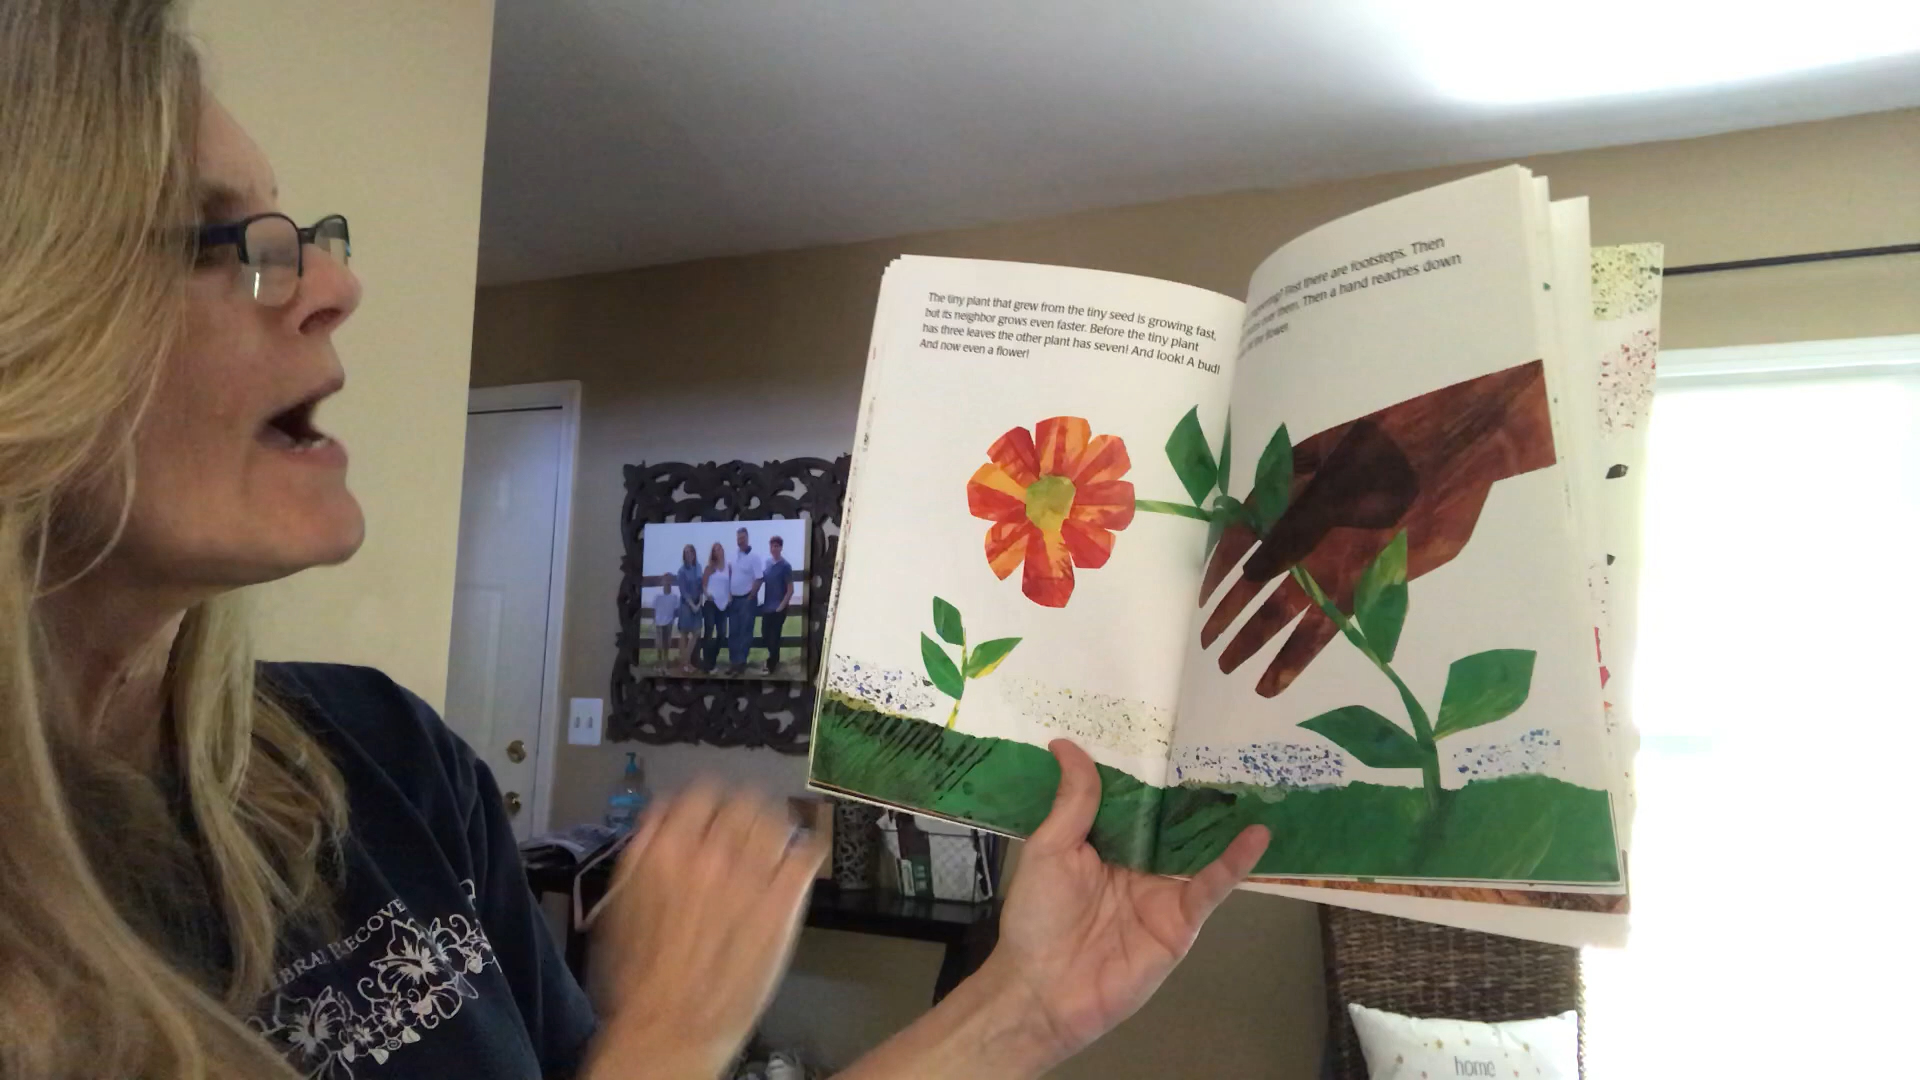 The tiny plant that grew from the tiny seed is growing fast,
but its neighbor grows even faster. Before the tiny plant
has three leaves the other plant has seven! And look! A bud!
And now even a flower!
First there are footsteps. Then
over them. Then a hand reaches down
the flower.
RECOVE
home